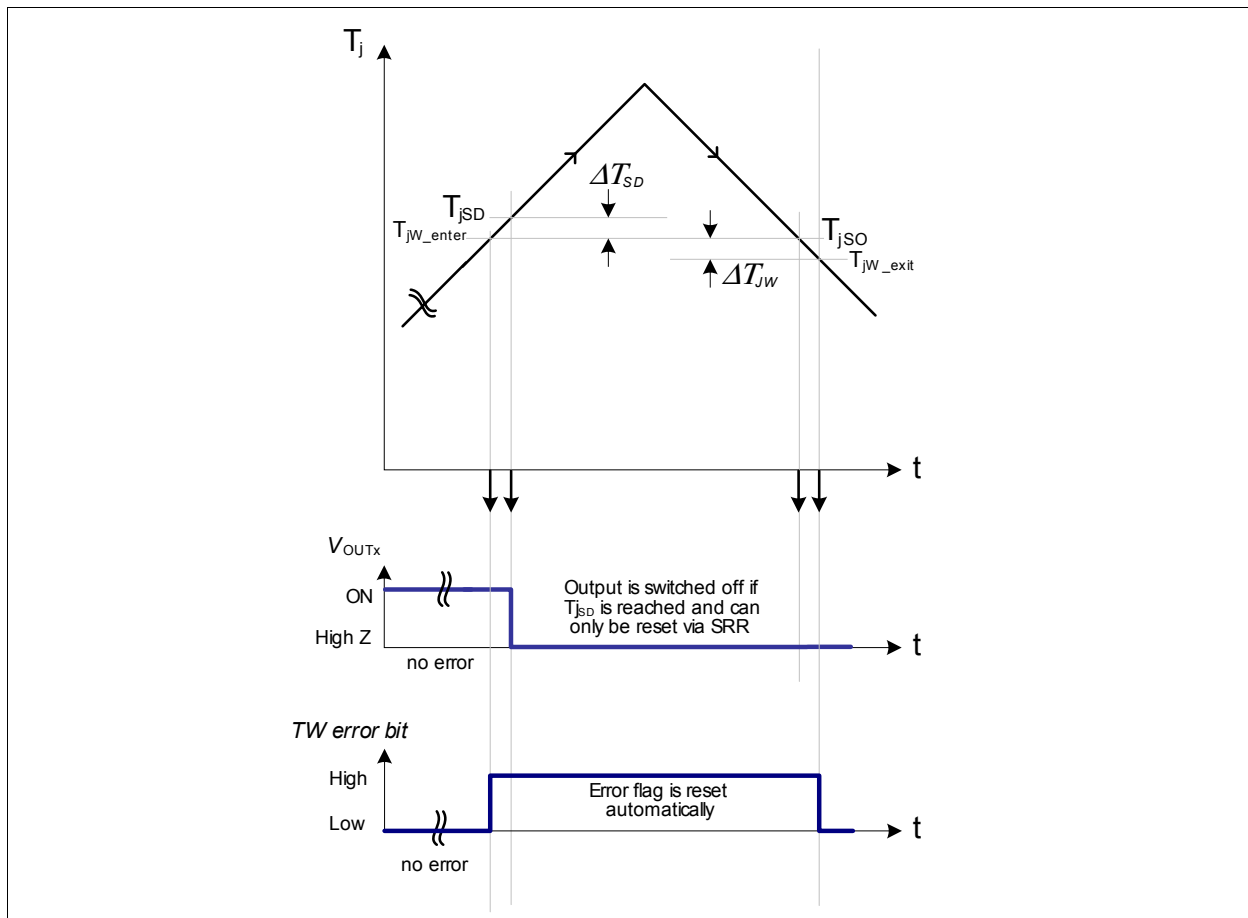 Tj
ΔTSD
TjSD
TjW_enter
TjSO
TjW_exit
ΔTJW
t
VOUTx
ON
High Z
no error
Output is switched off if
TjSD is reached and can
only be reset via SRR
t
TW error bit
High
Low
no error
Error flag is reset
automatically
t